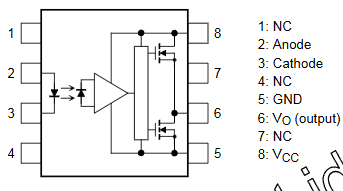 1
2
3
4
8
7
6
5
1: NC
2: Anode
3: Cathode
4: NC
5: GND
6: VO (output)
7: NC
8: VCC